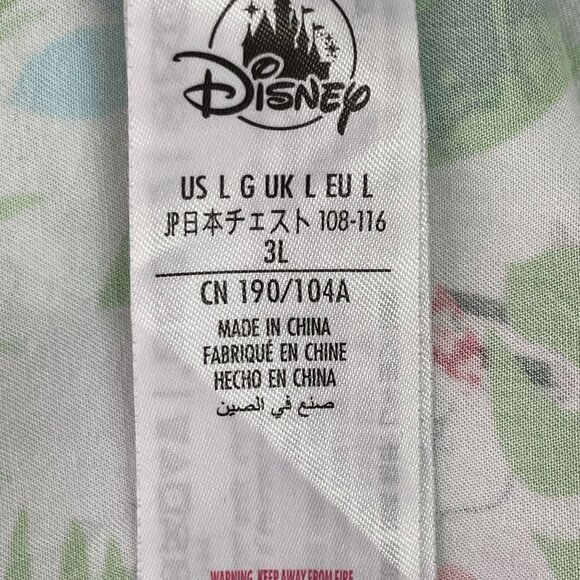 DISNEY
US L G UK L EU L
JP日本チェスト 108-116
3L
CN 190/104A
MADE IN CHINA
FABRIQUÉ EN CHINE
HECHO EN CHINA
صنع في الصين
WARNING. KEEP AWAY FROM FIRE